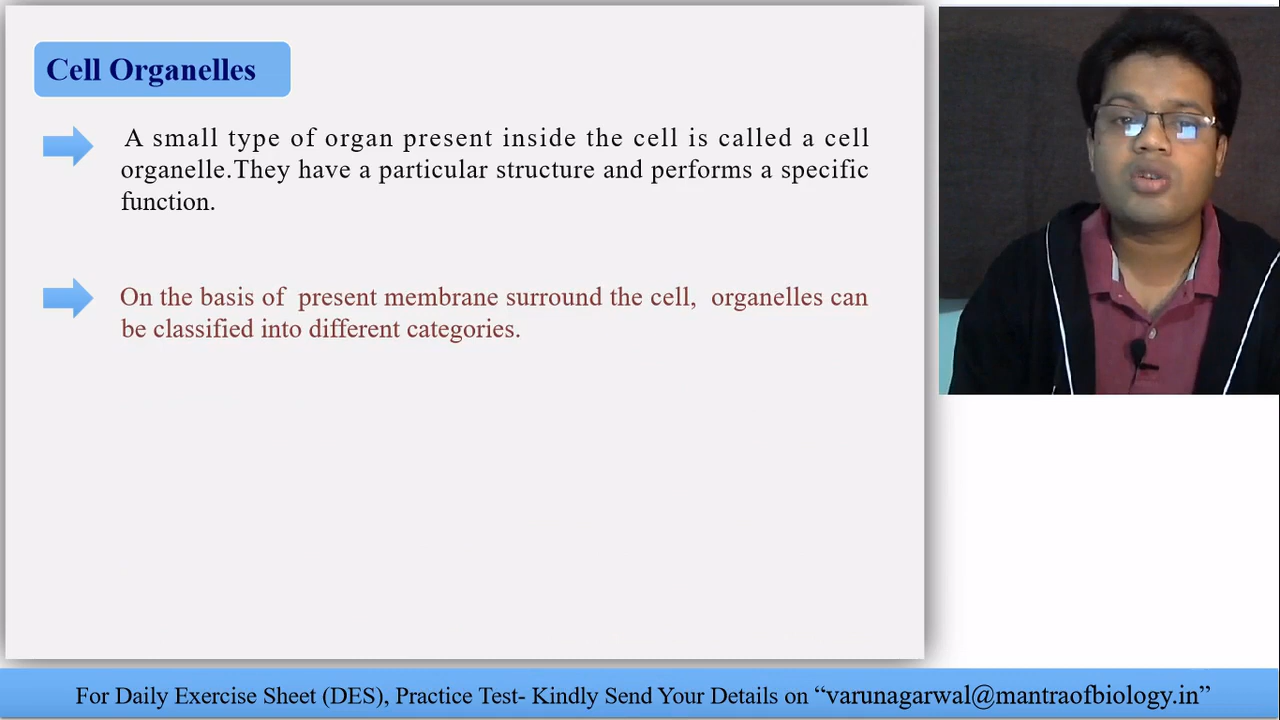 Cell Organelles
A small type of organ present inside the cell is called a cell
organelle.They have a particular structure and performs a specific
function.
On the basis of  present membrane surround the cell,  organelles can
be classified into different categories.
For Daily Exercise Sheet (DES), Practice Test- Kindly Send Your Details on “varunagarwal@mantraofbiology.in”